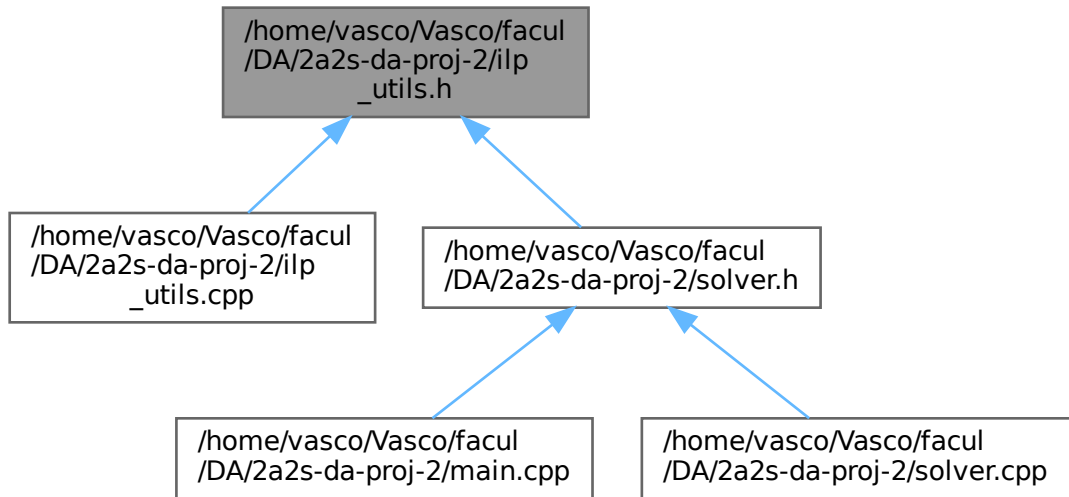 /home/vasco/Vasco/facul
/DA/2a2s-da-proj-2/ilp
_utils.h
/home/vasco/Vasco/facul
/DA/2a2s-da-proj-2/ilp
_utils.cpp
/home/vasco/Vasco/facul
/DA/2a2s-da-proj-2/solver.h
/home/vasco/Vasco/facul
/DA/2a2s-da-proj-2/main.cpp
/home/vasco/Vasco/facul
/DA/2a2s-da-proj-2/solver.cpp